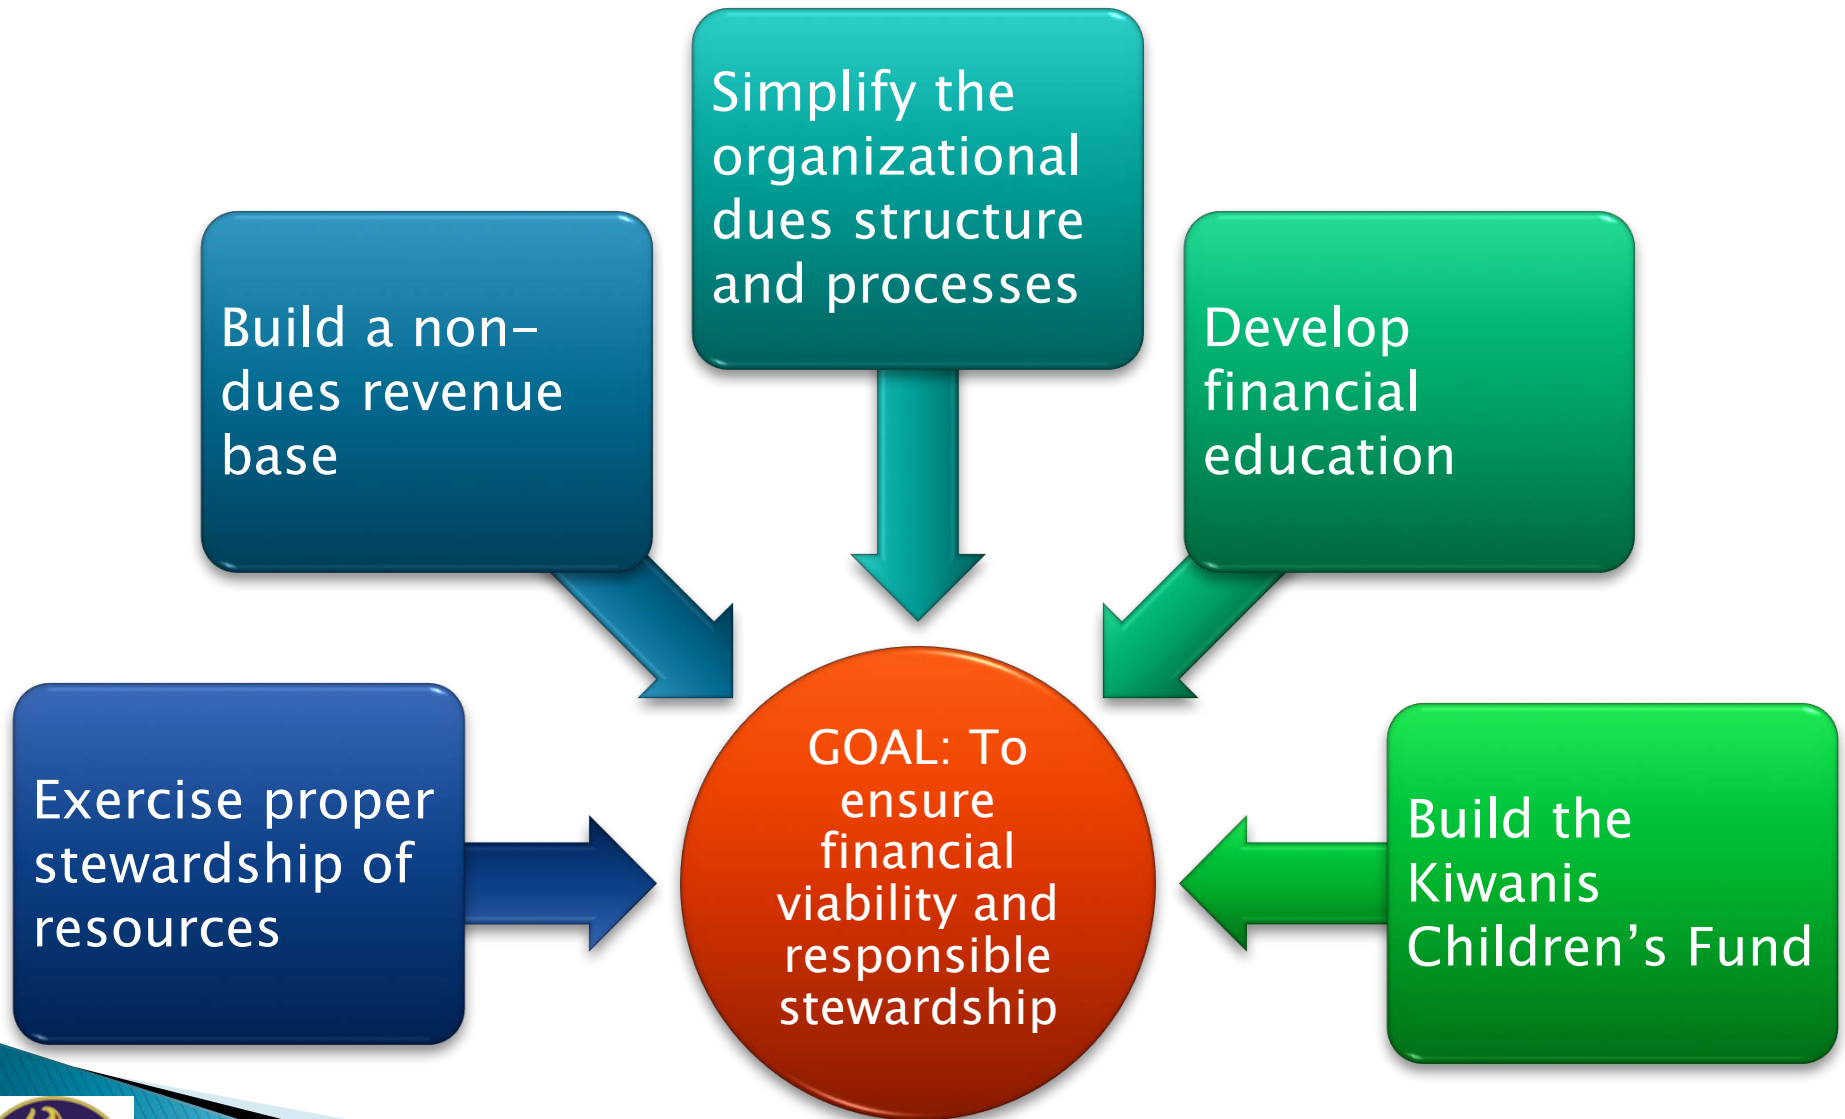 Simplify the
organizational
dues structure
and processes
Build a non–
dues revenue
base
Develop
financial
education
Exercise proper
stewardship of
resources
GOAL: To
ensure
financial
viability and
responsible
stewardship
Build the
Kiwanis
Children’s Fund